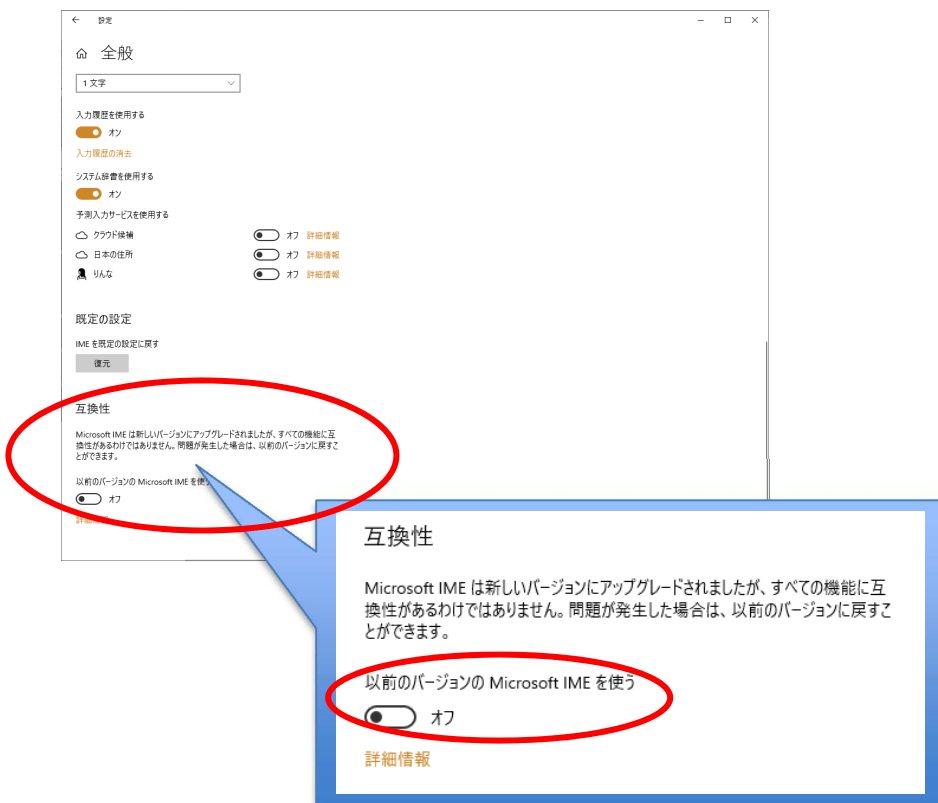 設定
全般
1 文字
入力履歴を使用する
オン
入力履歴の消去
システム辞書を使用する
オン
予測入力サービスを使用する
クラウド候補 オフ 詳細情報
日本の住所 オフ 詳細情報
りんな オフ 詳細情報
既定の設定
IME を既定の設定に戻す
復元
互換性
Microsoft IME は新しいバージョンにアップグレードされましたが、すべての機能に互
換性があるわけではありません。問題が発生した場合は、以前のバージョンに戻すこ
とができます。
以前のバージョンの Microsoft IME を使う
オフ
詳細情報
互換性
Microsoft IME は新しいバージョンにアップグレードされましたが、すべての機能に互
換性があるわけではありません。問題が発生した場合は、以前のバージョンに戻すこ
とができます。
以前のバージョンの Microsoft IME を使う
オフ
詳細情報